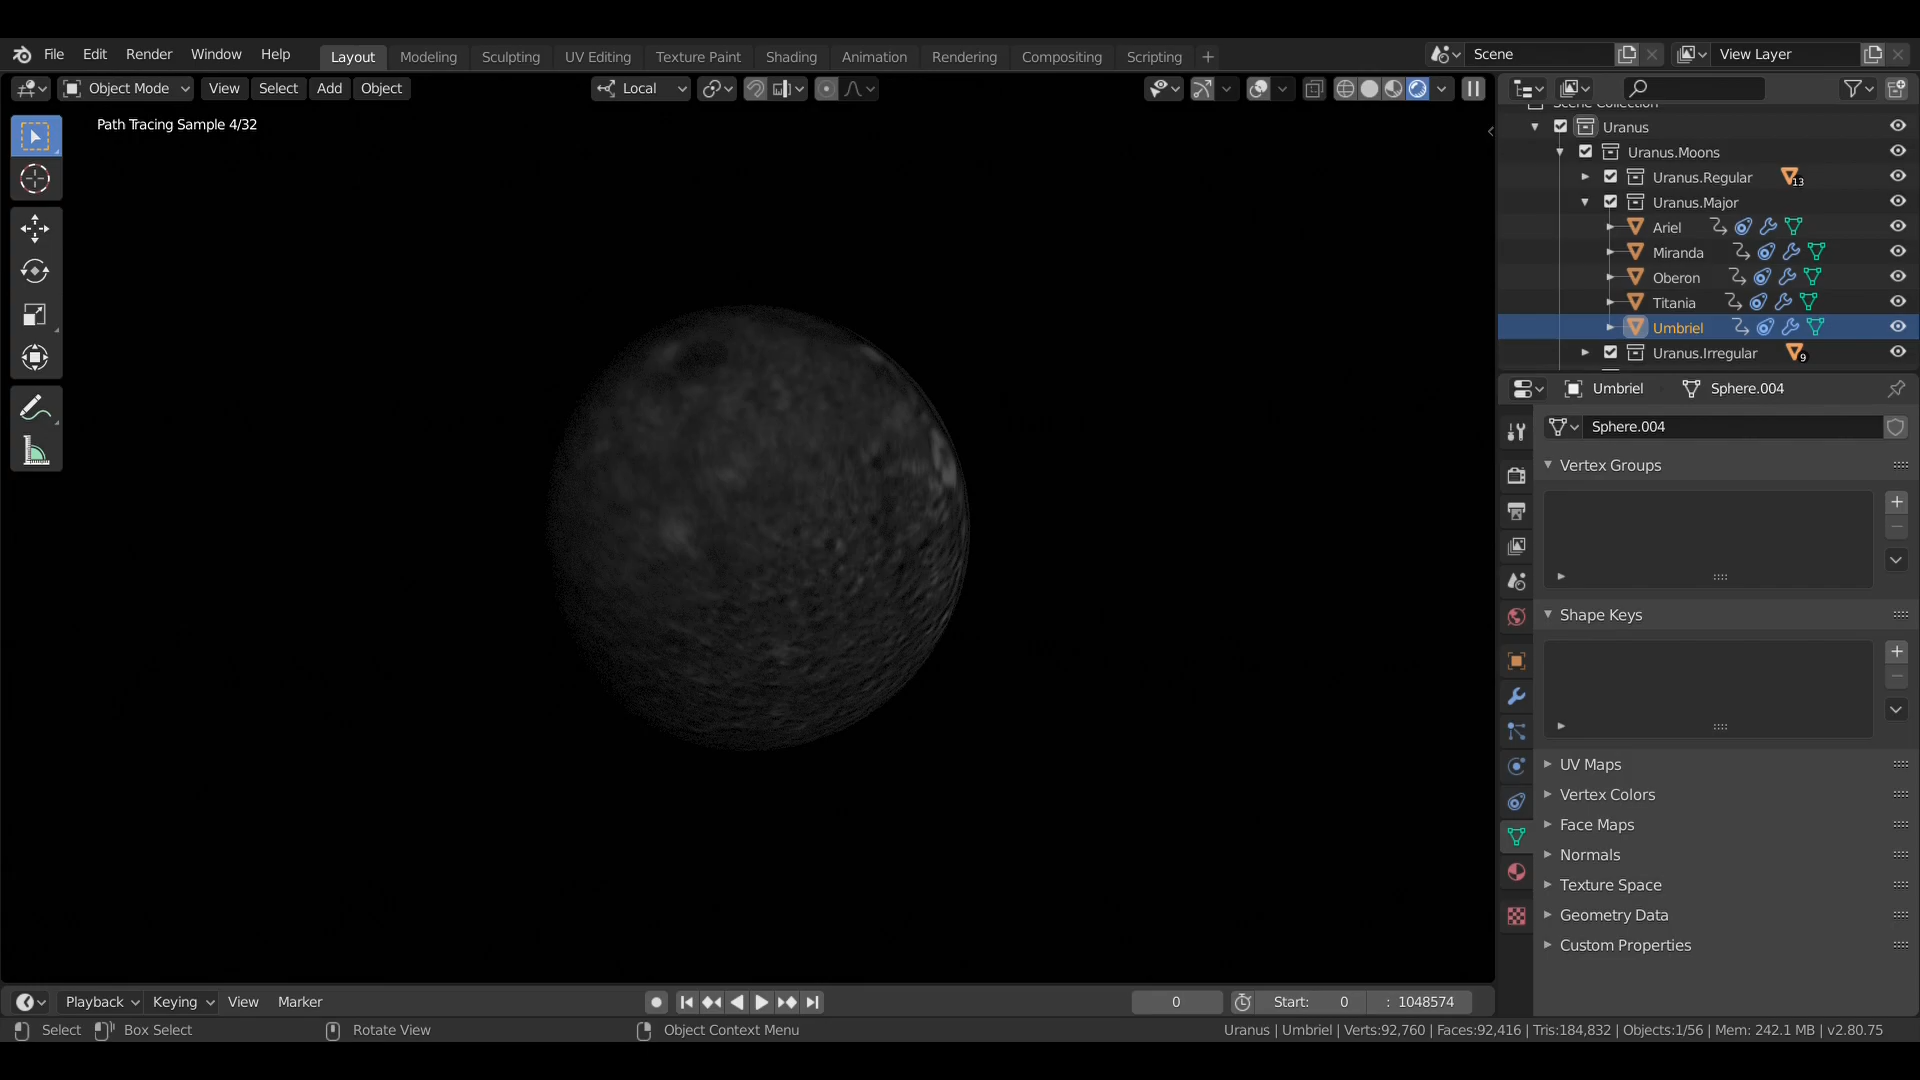 File Edit Render Window Help Layout Modeling Sculpting UV Editing Texture Paint Shading Animation Rendering Compositing Scripting + Scene View Layer
Object Mode View Select Add Object Local
Path Tracing Sample 4/32
Scene Collection
Uranus
Uranus.Moons
Uranus.Regular 13
Uranus.Major
Ariel
Miranda
Oberon
Titania
Umbriel
Uranus.Irregular 9
Umbriel Sphere.004
Sphere.004
Vertex Groups
Shape Keys
UV Maps
Vertex Colors
Face Maps
Normals
Texture Space
Geometry Data
Custom Properties
Playback Keying View Marker 0 Start: 0 : 1048574
Select Box Select Rotate View Object Context Menu Uranus | Umbriel | Verts:92,760 | Faces:92,416 | Tris:184,832 | Objects:1/56 | Mem: 242.1 MB | v2.80.75